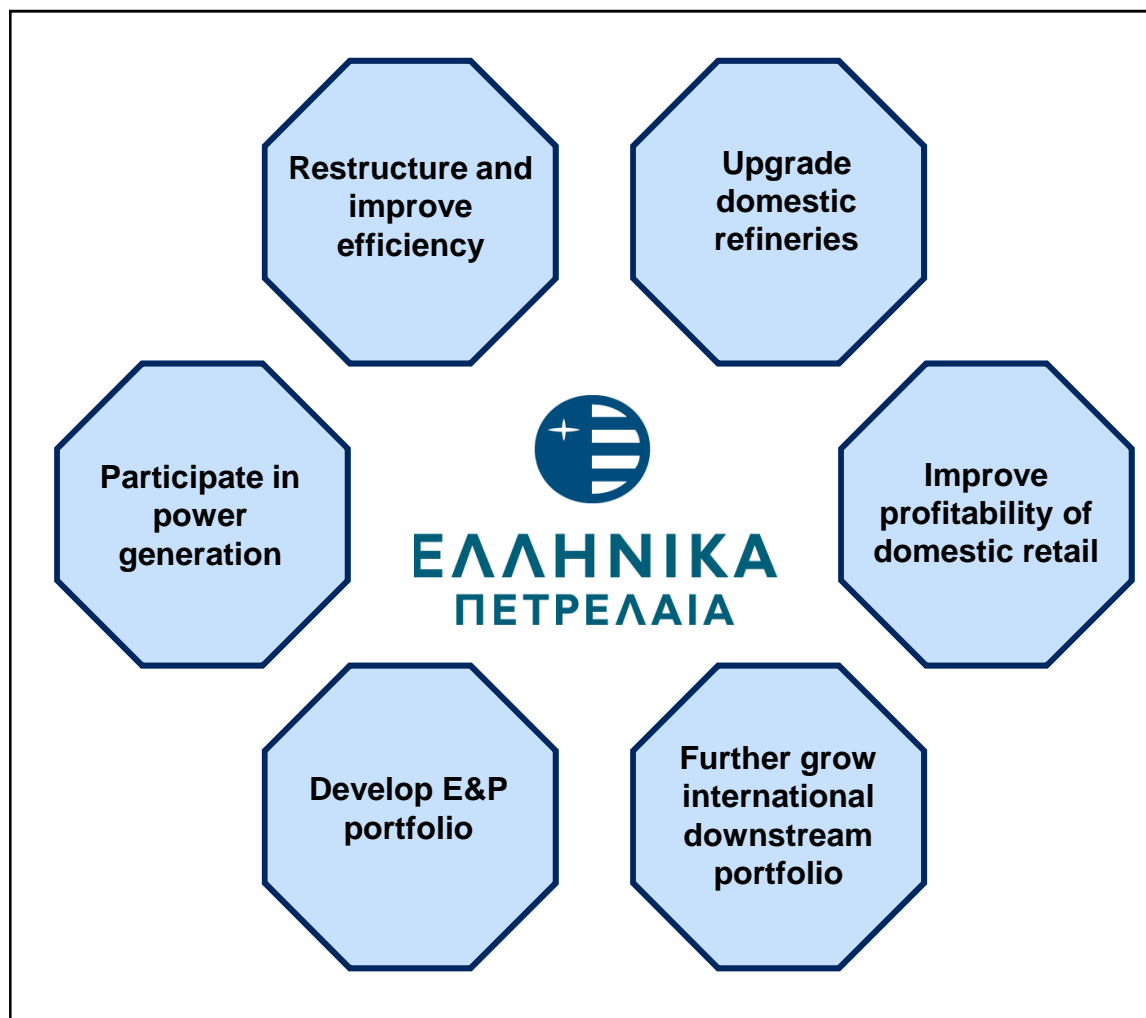 Restructure and
improve
efficiency
Upgrade
domestic
refineries
Participate in
power
generation
ΕΛΛΗΝΙΚΑ
ΠΕΤΡΕΛΑΙΑ
Improve
profitability of
domestic retail
Develop E&P
portfolio
Further grow
international
downstream
portfolio